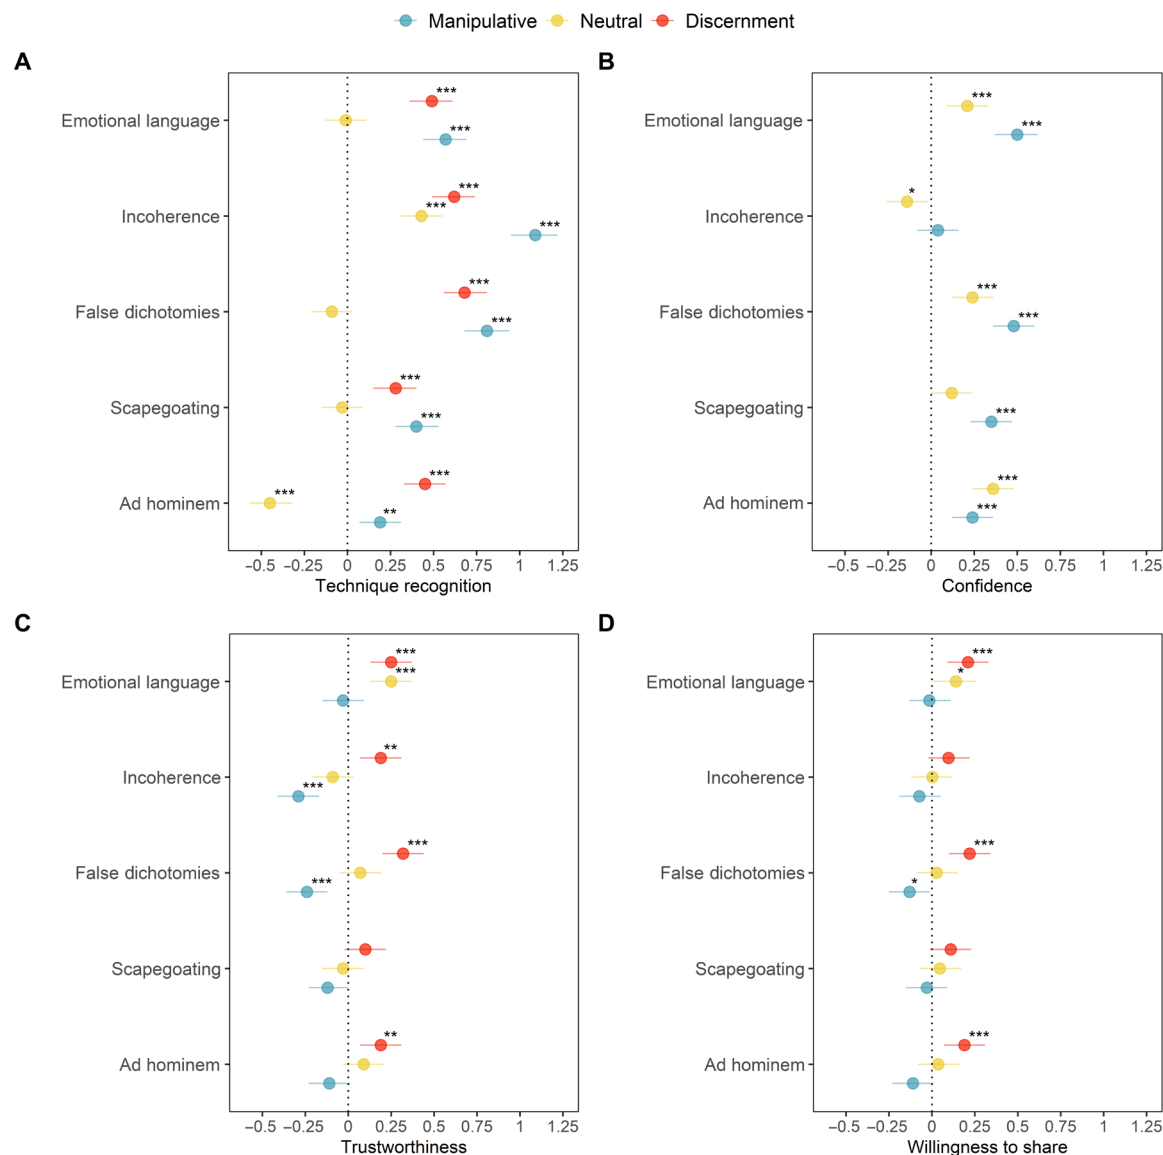 Manipulative Neutral Discernment
A
Emotional language
***
***
Incoherence
***
***
***
False dichotomies
***
***
Scapegoating
***
***
Ad hominem
***
***
**
−0.5 −0.25 0 0.25 0.5 0.75 1 1.25
Technique recognition
B
Emotional language
***
***
Incoherence
*
False dichotomies
***
***
Scapegoating
***
Ad hominem
***
***
−0.5 −0.25 0 0.25 0.5 0.75 1 1.25
Confidence
C
Emotional language
***
***
Incoherence
**
***
False dichotomies
***
***
Scapegoating
Ad hominem
**
−0.5 −0.25 0 0.25 0.5 0.75 1 1.25
Trustworthiness
D
Emotional language
***
*
Incoherence
False dichotomies
***
*
Scapegoating
Ad hominem
***
−0.5 −0.25 0 0.25 0.5 0.75 1 1.25
Willingness to share